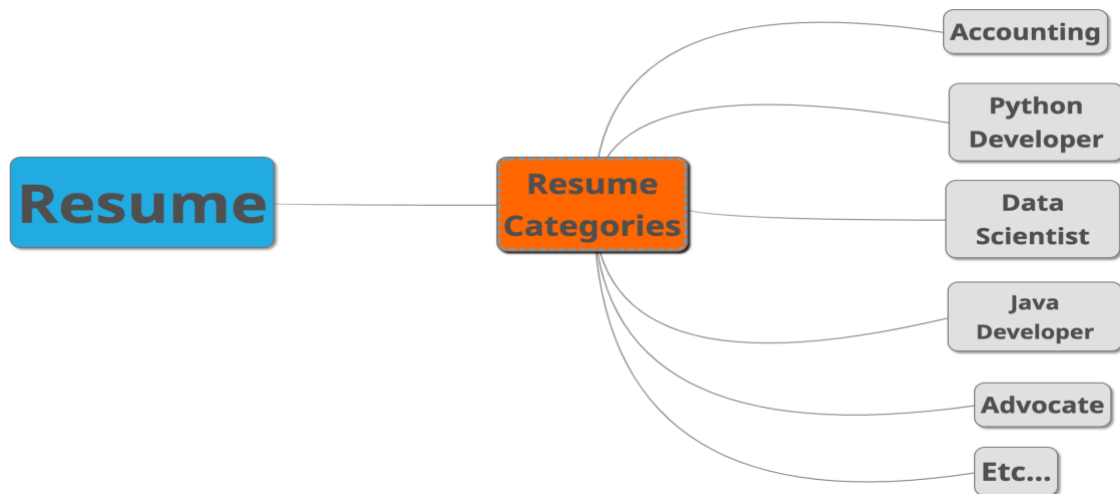 Resume
Resume
Categories
Accounting
Python
Developer
Data
Scientist
Java
Developer
Advocate
Etc...